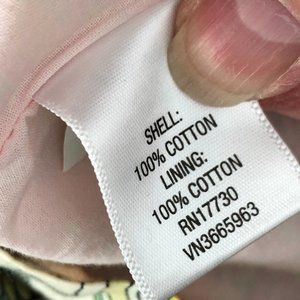 SHELL:
100% COTTON
LINING:
100% COTTON
RN17730
VN3665963